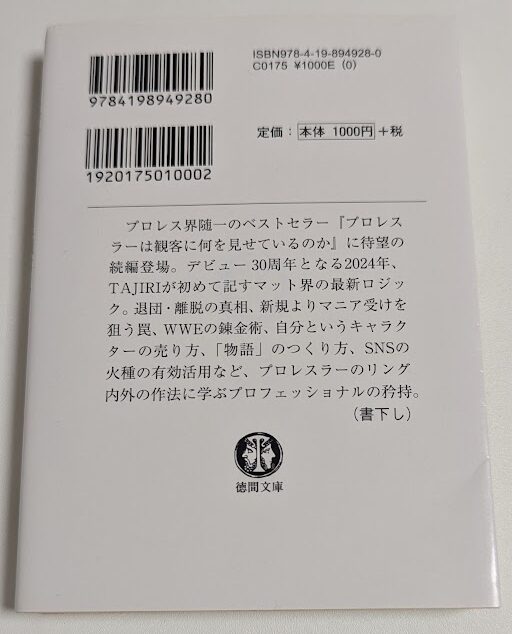 ISBN978-4-19-894928-0
C0175 ¥1000E (0)
9784198949280
定価：本体 1000円＋税
1920175010002
プロレス界随一のベストセラー『プロレス
ラーは観客に何を見せているのか』に待望の
続編登場。デビュー30周年となる2024年、
TAJIRIが初めて記すマット界の最新ロジッ
ク。退団・離脱の真相、新規よりマニア受けを
狙う罠、WWEの錬金術、自分というキャラク
ターの売り方、「物語」のつくり方、SNSの
火種の有効活用など、プロレスラーのリング
内外の作法に学ぶプロフェッショナルの矜持。
（書下し）
徳間文庫